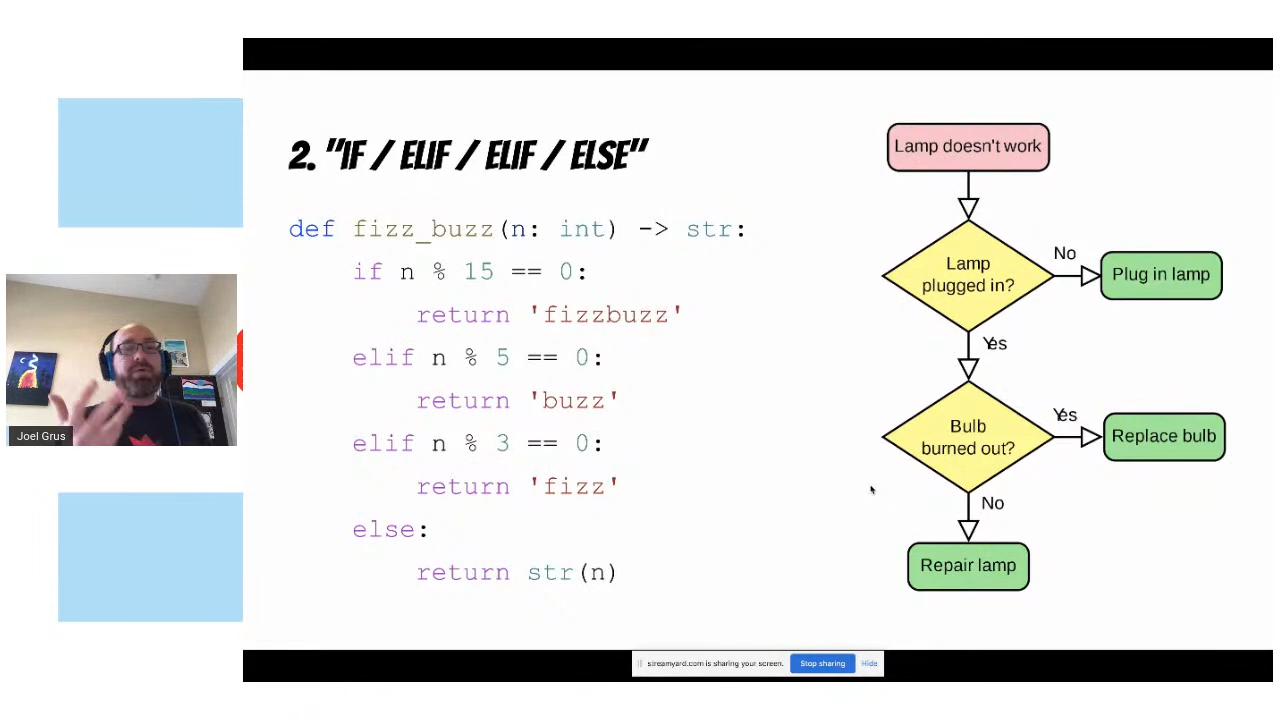 2. "IF / ELIF / ELIF / ELSE"
def fizz_buzz(n: int) -> str:
if n % 15 == 0:
return 'fizzbuzz'
elif n % 5 == 0:
return 'buzz'
elif n % 3 == 0:
return 'fizz'
else:
return str(n)
Lamp doesn't work
Lamp
plugged in?
No
Plug in lamp
Yes
Bulb
burned out?
Yes
Replace bulb
No
Repair lamp
Joel Grus
streamyard.com is sharing your screen.
Stop sharing
Hide